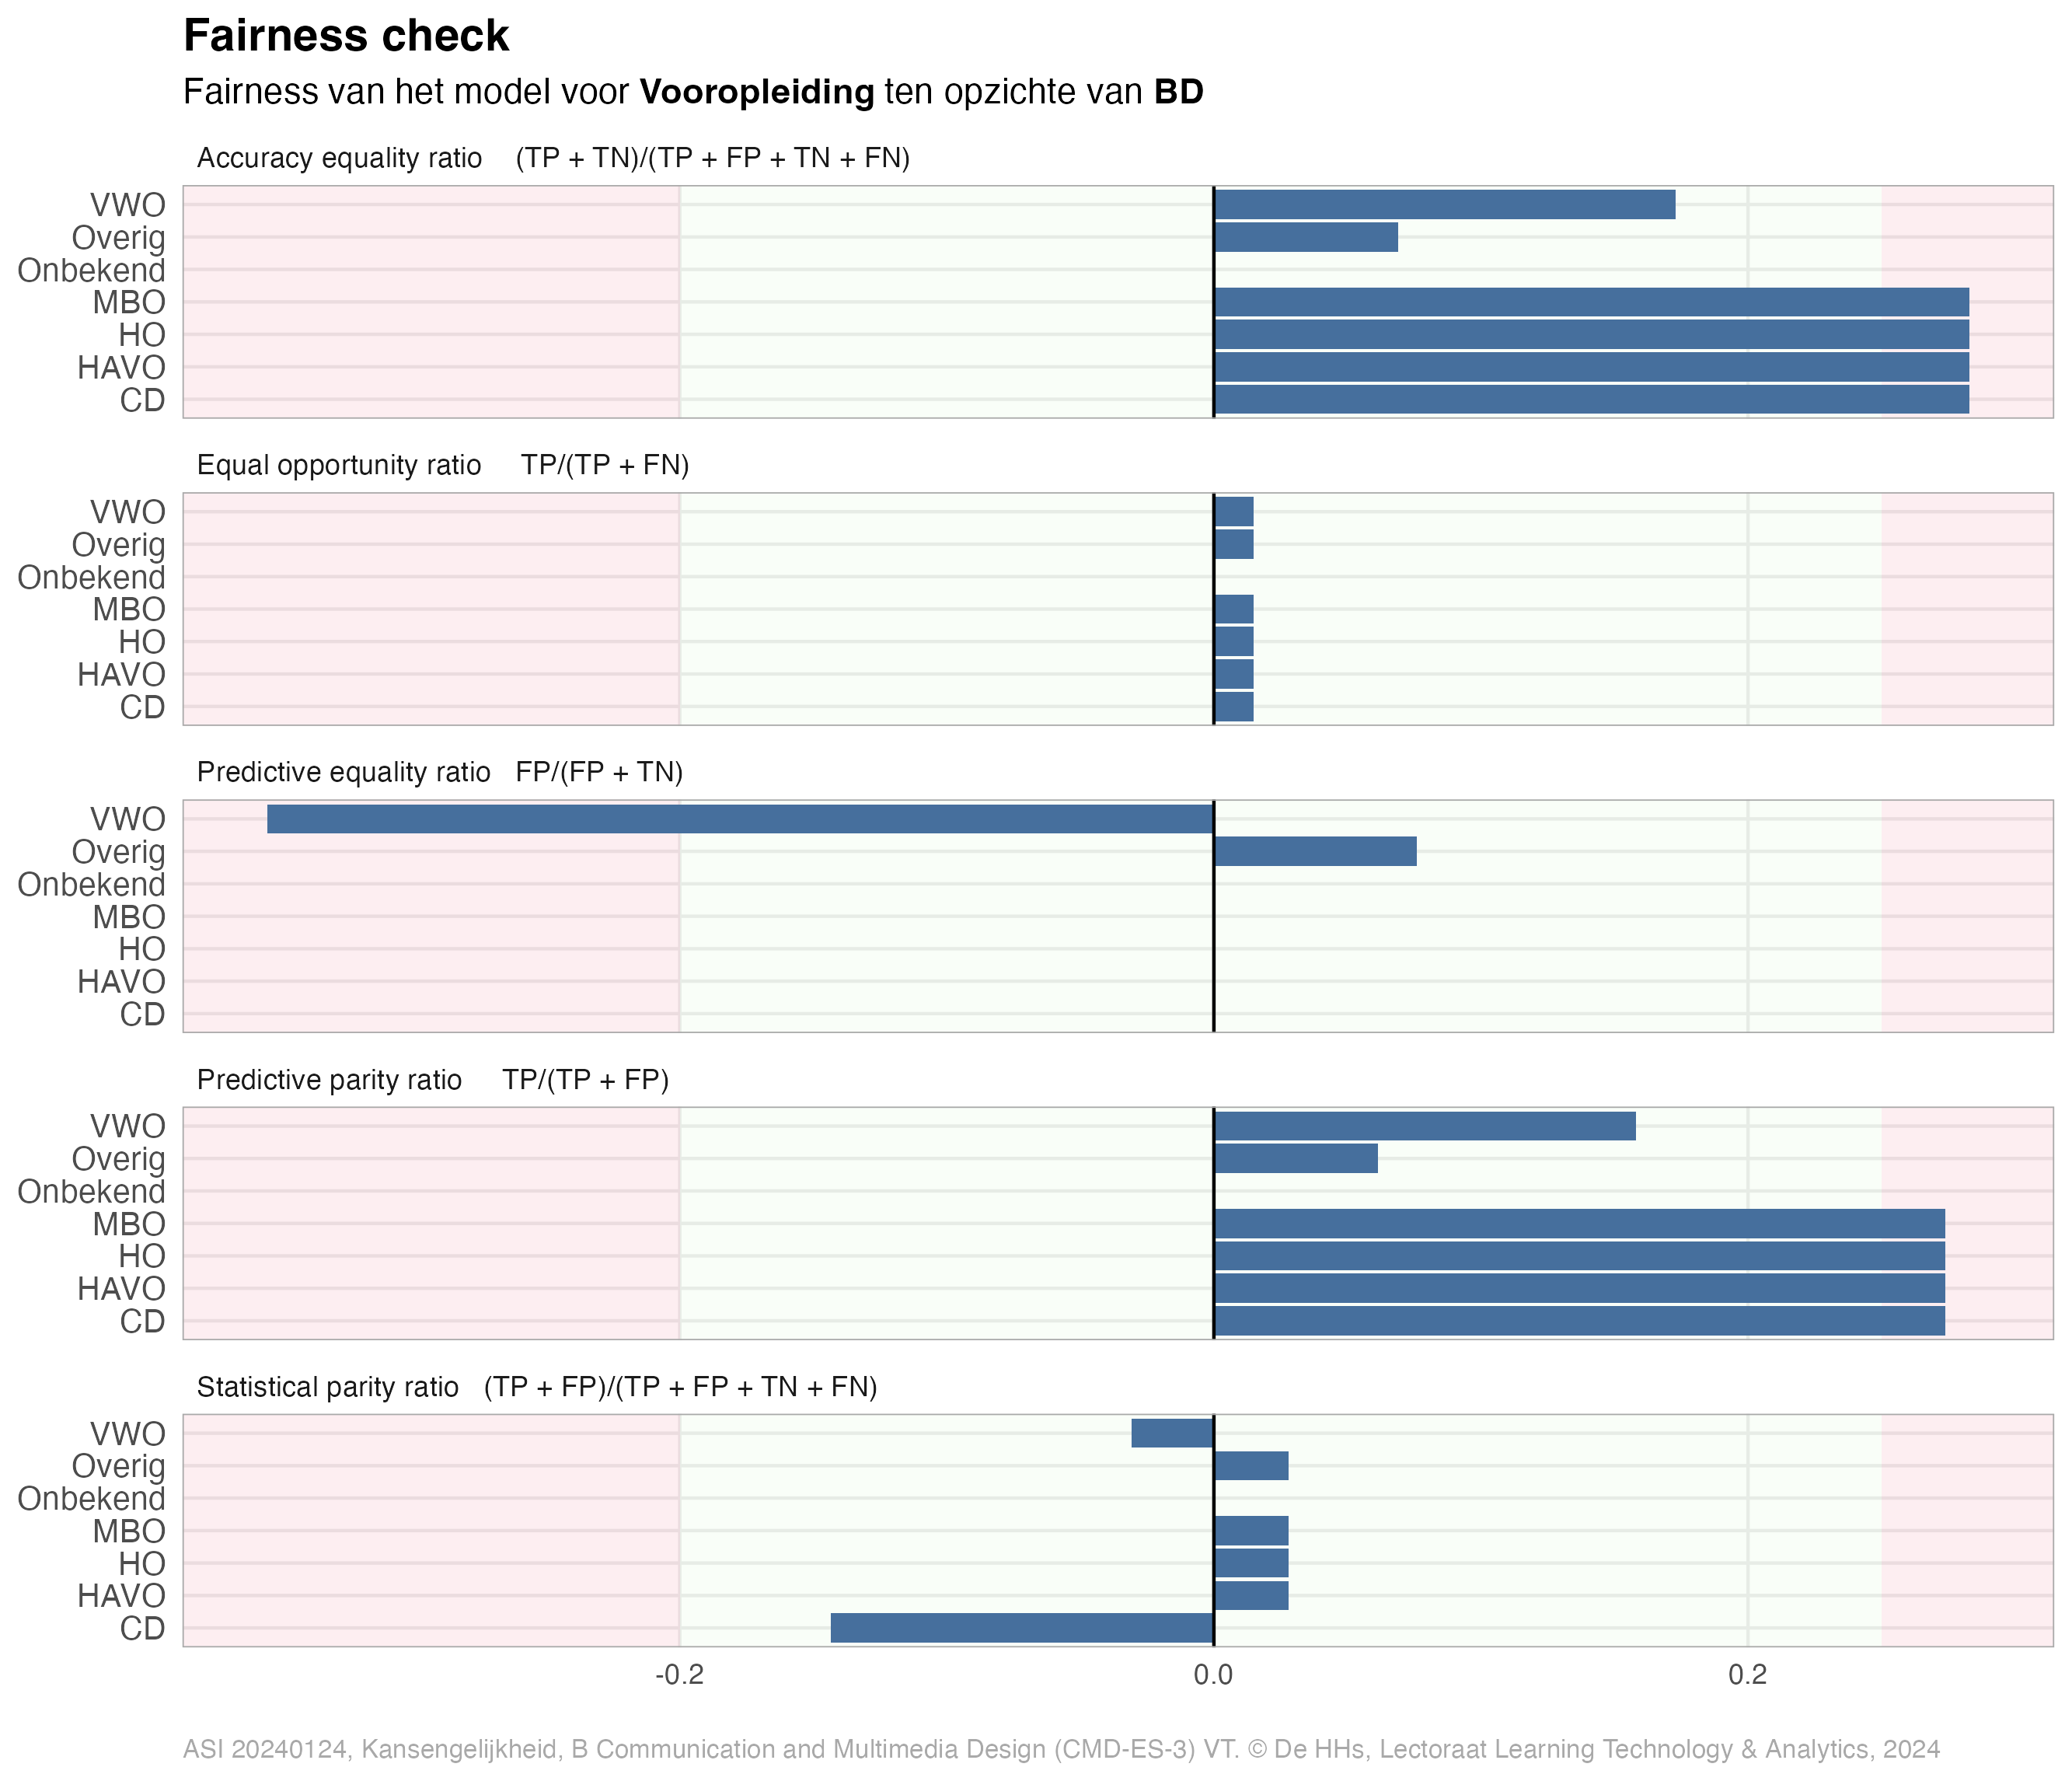 Fairness check
Fairness van het model voor Vooropleiding ten opzichte van BD
Accuracy equality ratio (TP + TN)/(TP + FP + TN + FN)
VWO
Overig
Onbekend
MBO
HO
HAVO
CD
Equal opportunity ratio TP/(TP + FN)
VWO
Overig
Onbekend
MBO
HO
HAVO
CD
Predictive equality ratio FP/(FP + TN)
VWO
Overig
Onbekend
MBO
HO
HAVO
CD
Predictive parity ratio TP/(TP + FP)
VWO
Overig
Onbekend
MBO
HO
HAVO
CD
Statistical parity ratio (TP + FP)/(TP + FP + TN + FN)
VWO
Overig
Onbekend
MBO
HO
HAVO
CD
-0.2 0.0 0.2
ASI 20240124, Kansengelijkheid, B Communication and Multimedia Design (CMD-ES-3) VT. © De HHs, Lectoraat Learning Technology & Analytics, 2024